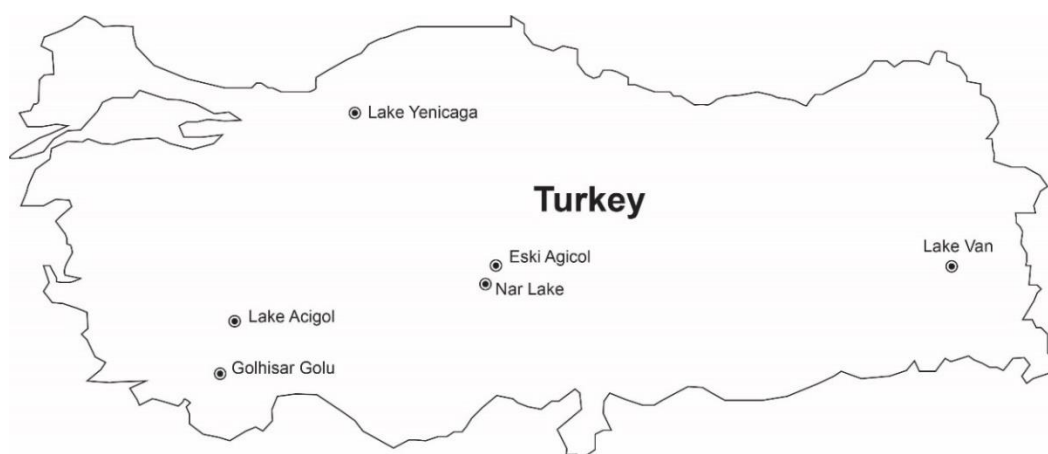 Lake Yenicaga
Turkey
Lake Van
Eski Agicol
Nar Lake
Lake Acigol
Golhisar Golu